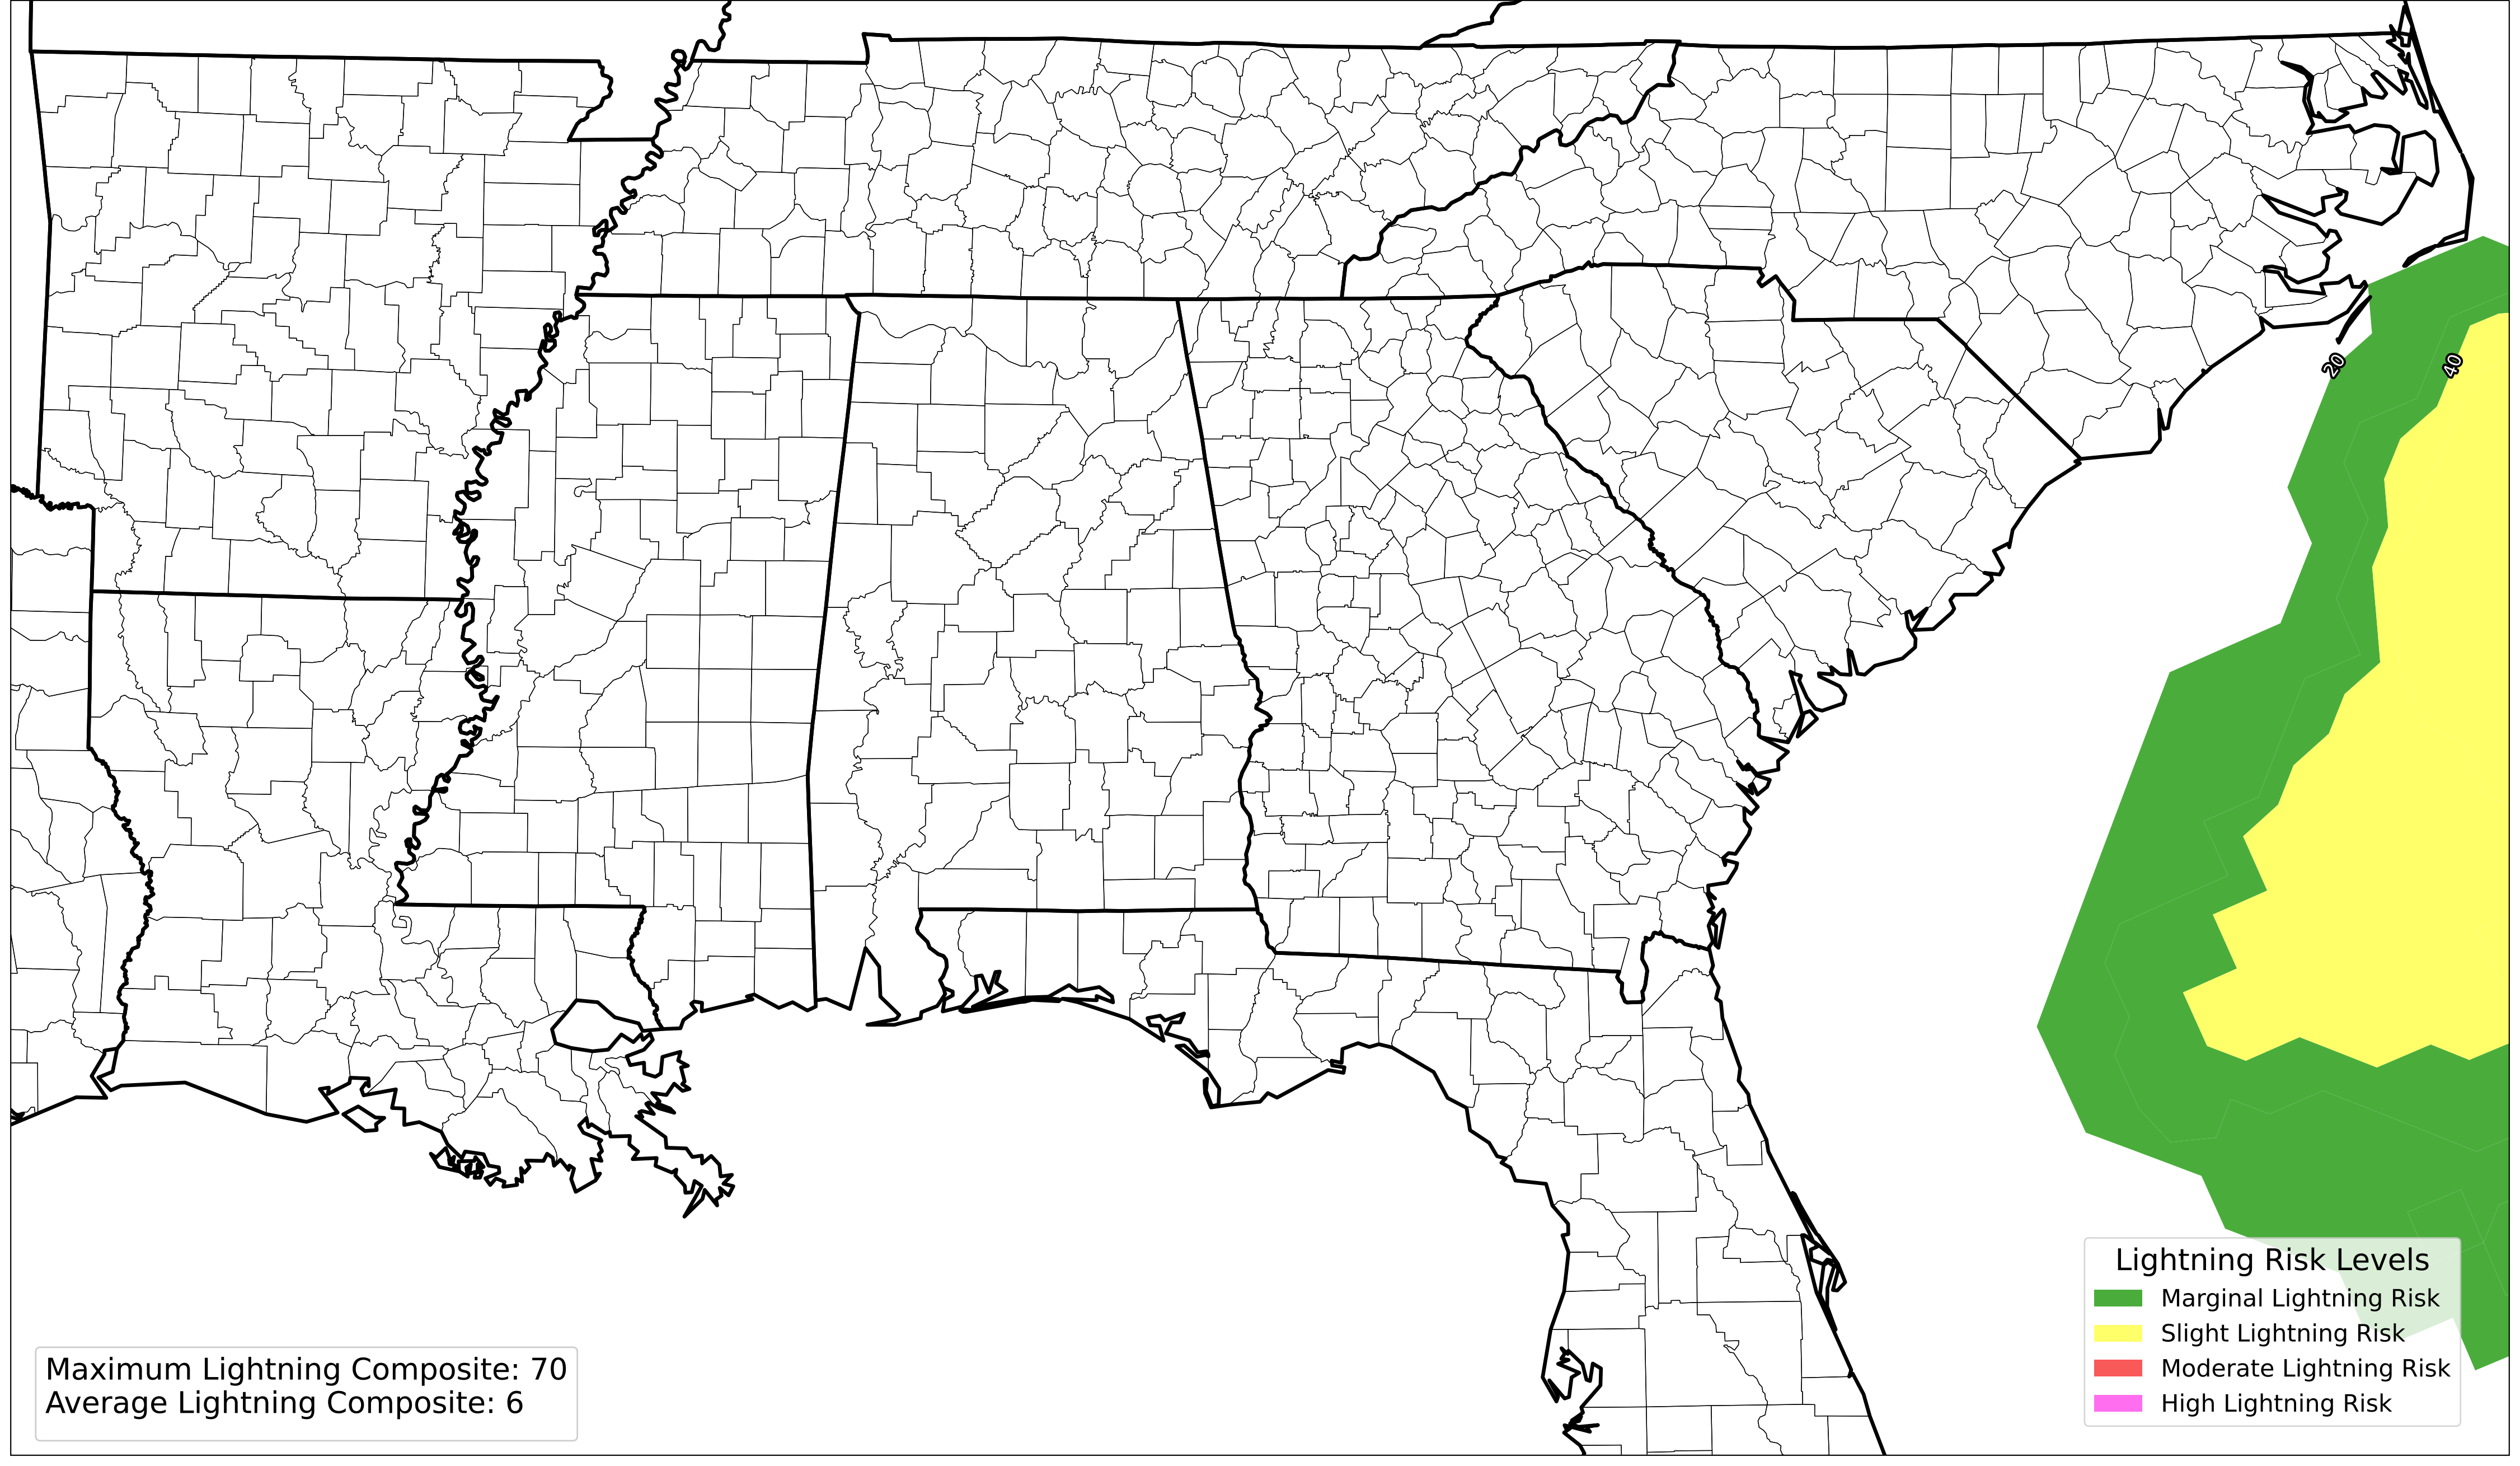 20
40
Lightning Risk Levels
Marginal Lightning Risk
Slight Lightning Risk
Moderate Lightning Risk
High Lightning Risk
Maximum Lightning Composite: 70
Average Lightning Composite: 6